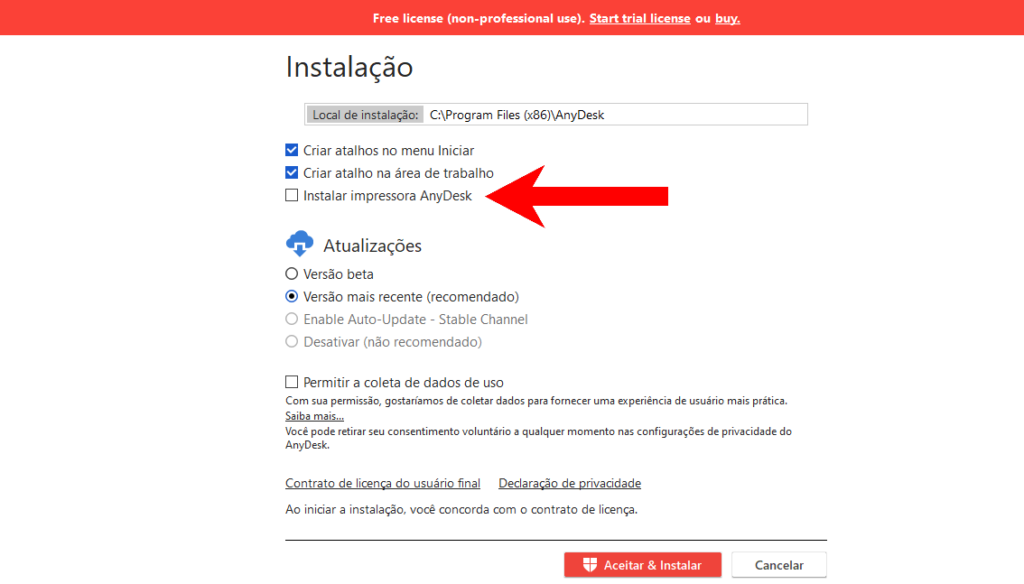 Free license (non-professional use). Start trial license ou buy.
Instalação
Local de instalação: C:\Program Files (x86)\AnyDesk
Criar atalhos no menu Iniciar
Criar atalho na área de trabalho
Instalar impressora AnyDesk
Atualizações
Versão beta
Versão mais recente (recomendado)
Enable Auto-Update - Stable Channel
Desativar (não recomendado)
Permitir a coleta de dados de uso
Com sua permissão, gostaríamos de coletar dados para fornecer uma experiência de usuário mais prática.
Saiba mais...
Você pode retirar seu consentimento voluntário a qualquer momento nas configurações de privacidade do
AnyDesk.
Contrato de licença do usuário final Declaração de privacidade
Ao iniciar a instalação, você concorda com o contrato de licença.
Aceitar & Instalar Cancelar